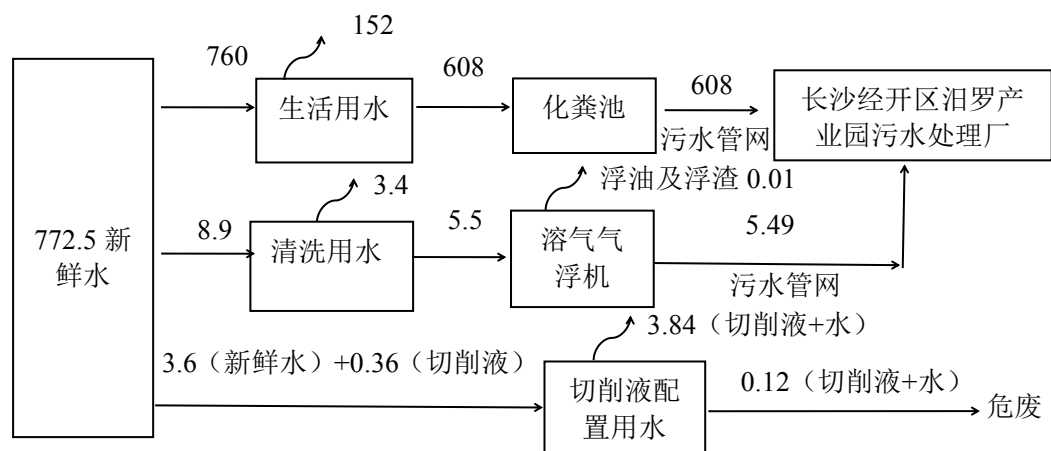 152
760
608
608
生活用水
化粪池
长沙经开区汨罗产
业园污水处理厂
污水管网
浮油及浮渣 0.01
3.4
772.5 新
鲜水
8.9
清洗用水
5.5
溶气气
浮机
5.49
污水管网
3.84（切削液+水）
3.6（新鲜水）+0.36（切削液）
切削液配
置用水
0.12（切削液+水）
危废